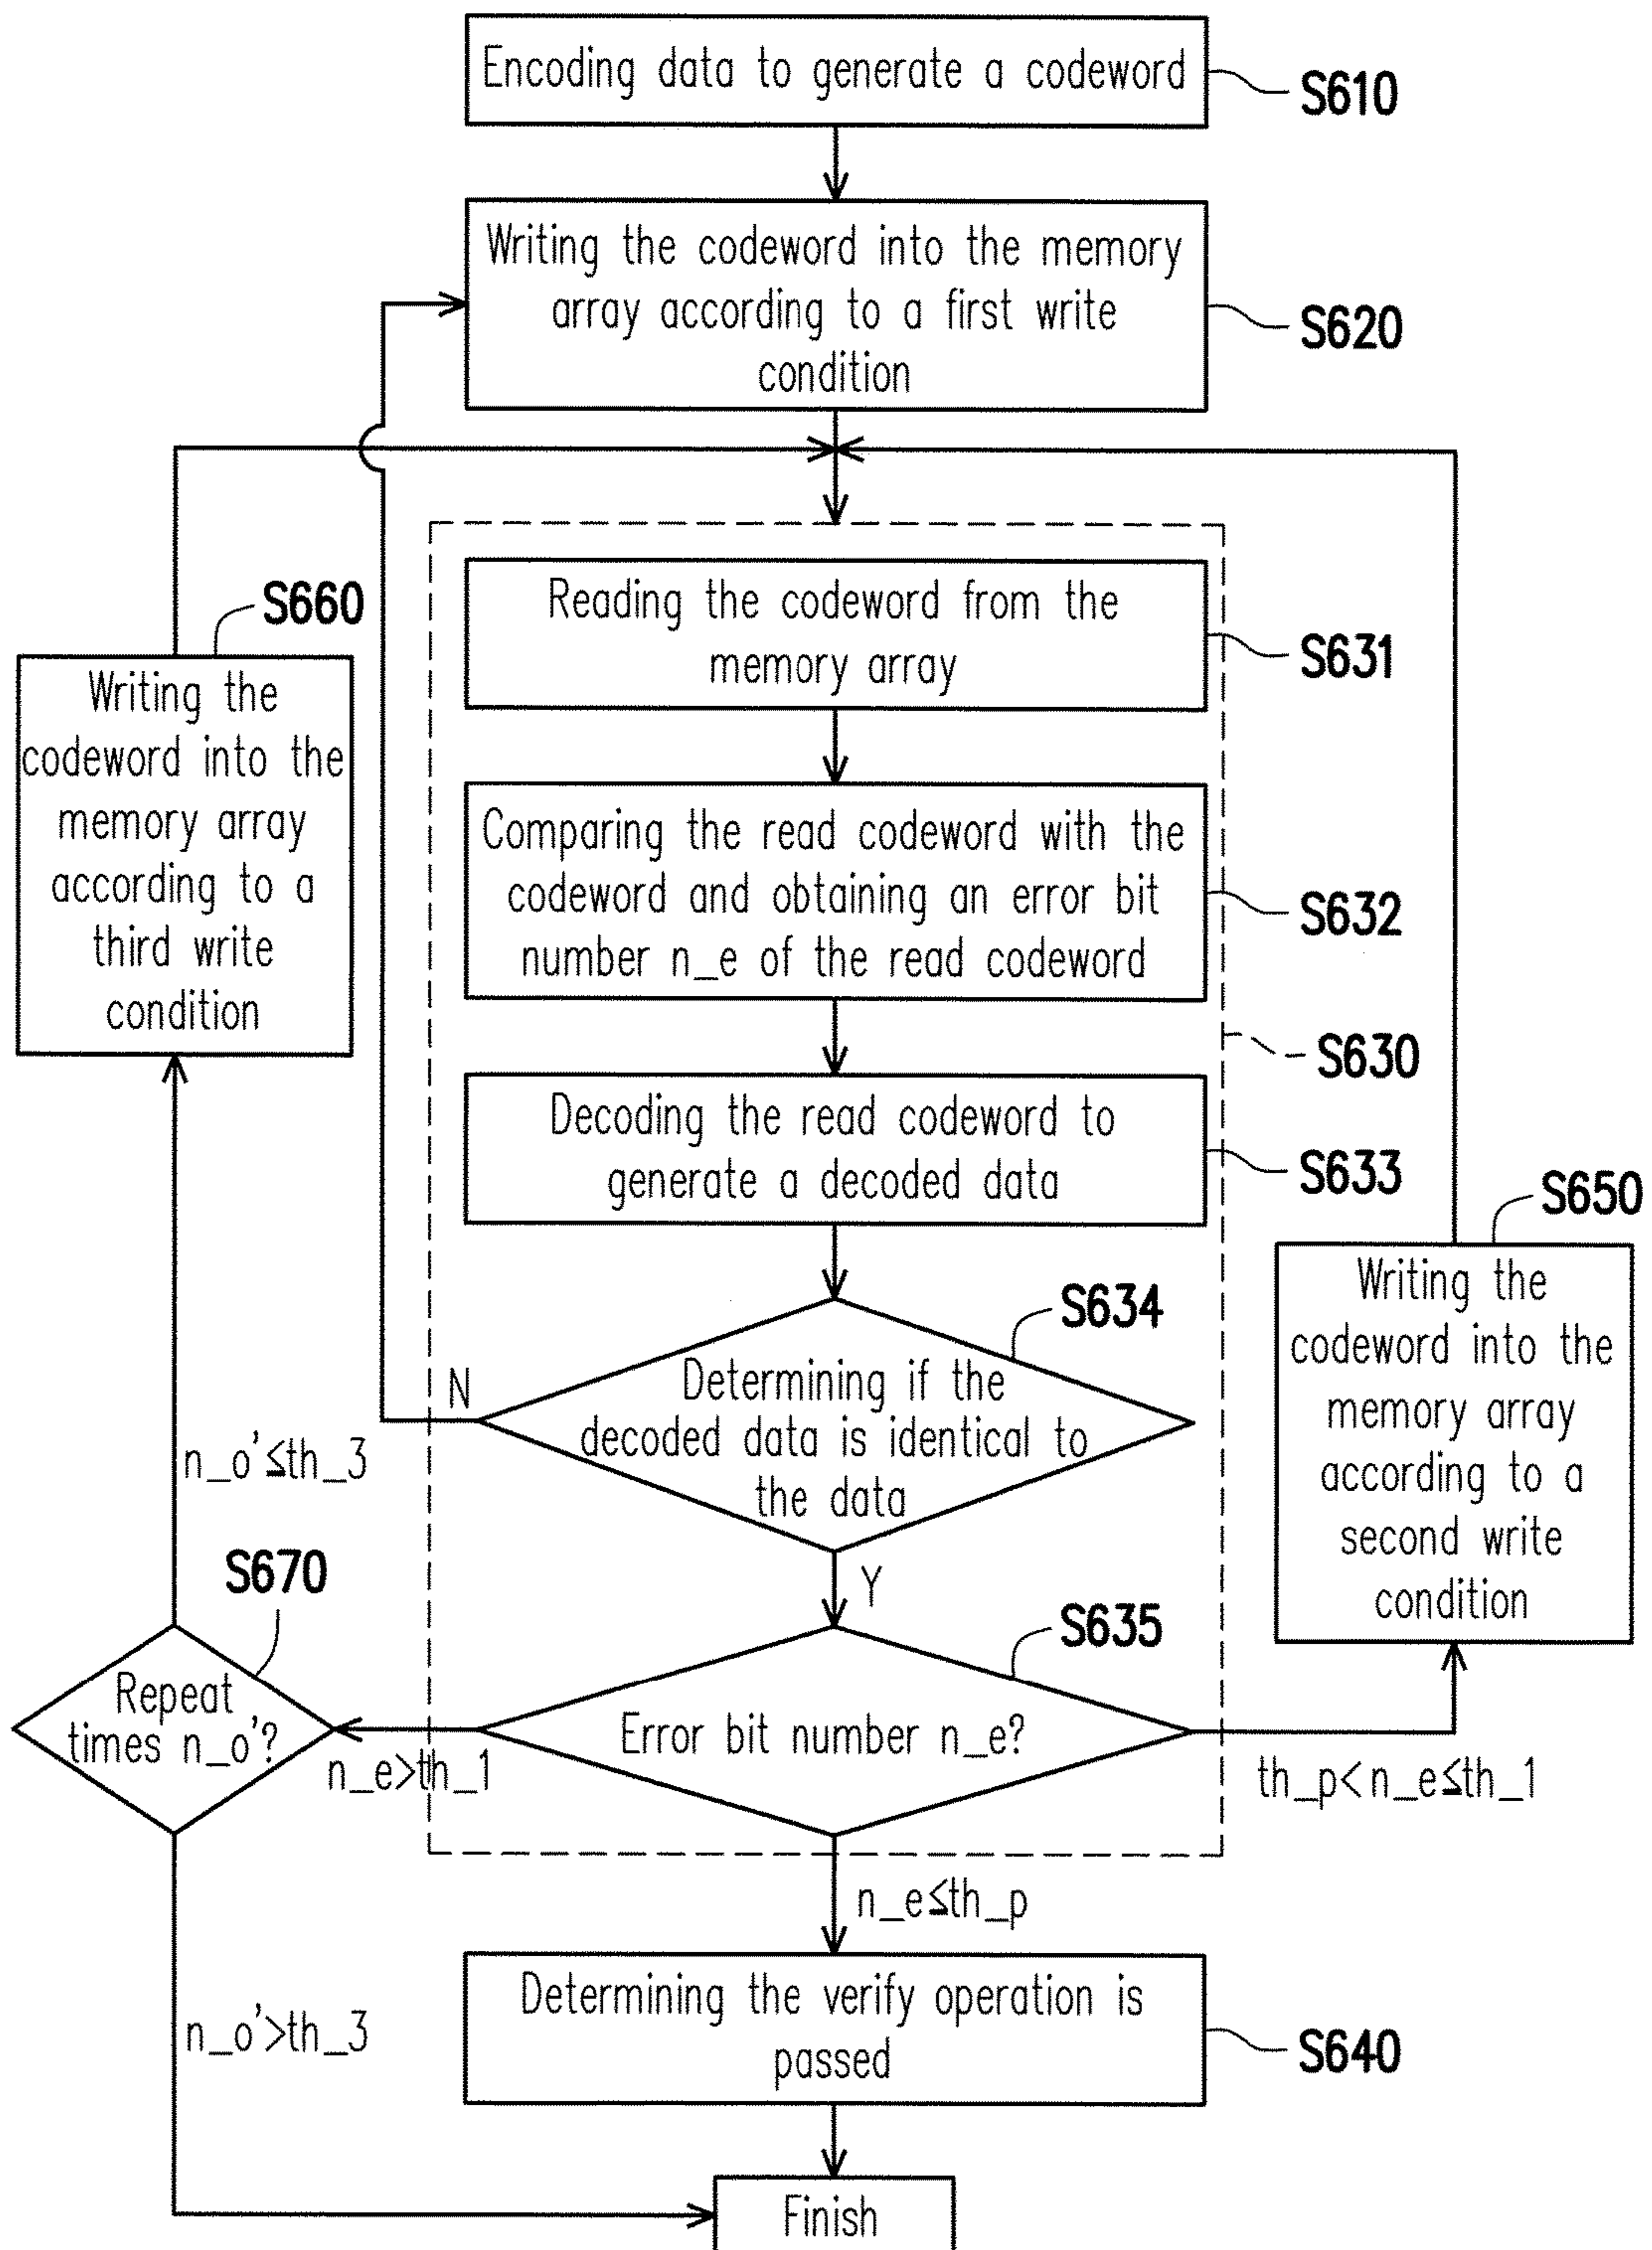 Encoding data to generate a codeword
S610
Writing the codeword into the memory
array according to a first write
condition
S620
S660
Writing the
codeword into the
memory array
according to a
third write
condition
Reading the codeword from the
memory array
S631
Comparing the read codeword with the
codeword and obtaining an error bit
number n_e of the read codeword
S632
S630
Decoding the read codeword to
generate a decoded data
S633
S650
Writing the
codeword into the
memory array
according to a
second write
condition
S634
Determining if the
decoded data is identical to
the data
N
Y
n_o'≤th_3
S670
Repeat
times n_o'?
S635
Error bit number n_e?
n_e>th_1
th_p<n_e≤th_1
n_e≤th_p
n_o'>th_3
Determining the verify operation is
passed
S640
Finish